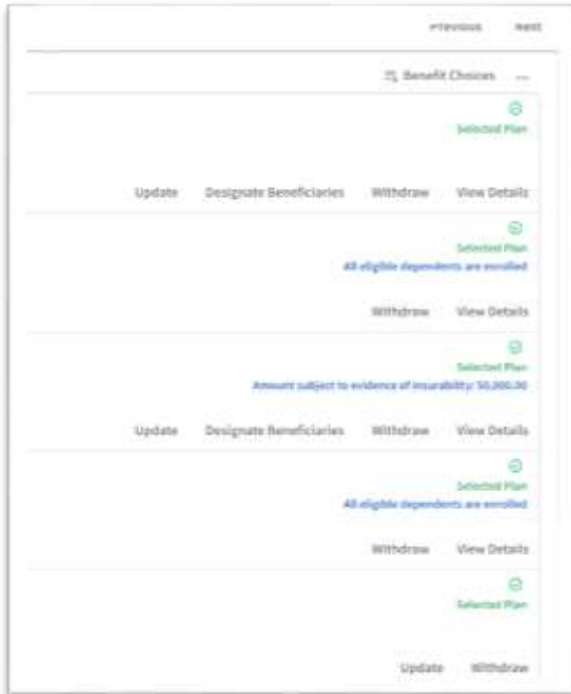 Previous Next
Benefit Choices ...
Selected Plan
Update Designate Beneficiaries Withdraw View Details
Selected Plan
All eligible dependents are enrolled
Withdraw View Details
Selected Plan
Amount subject to evidence of insurability: 50,000.00
Update Designate Beneficiaries Withdraw View Details
Selected Plan
All eligible dependents are enrolled
Withdraw View Details
Selected Plan
Update Withdraw